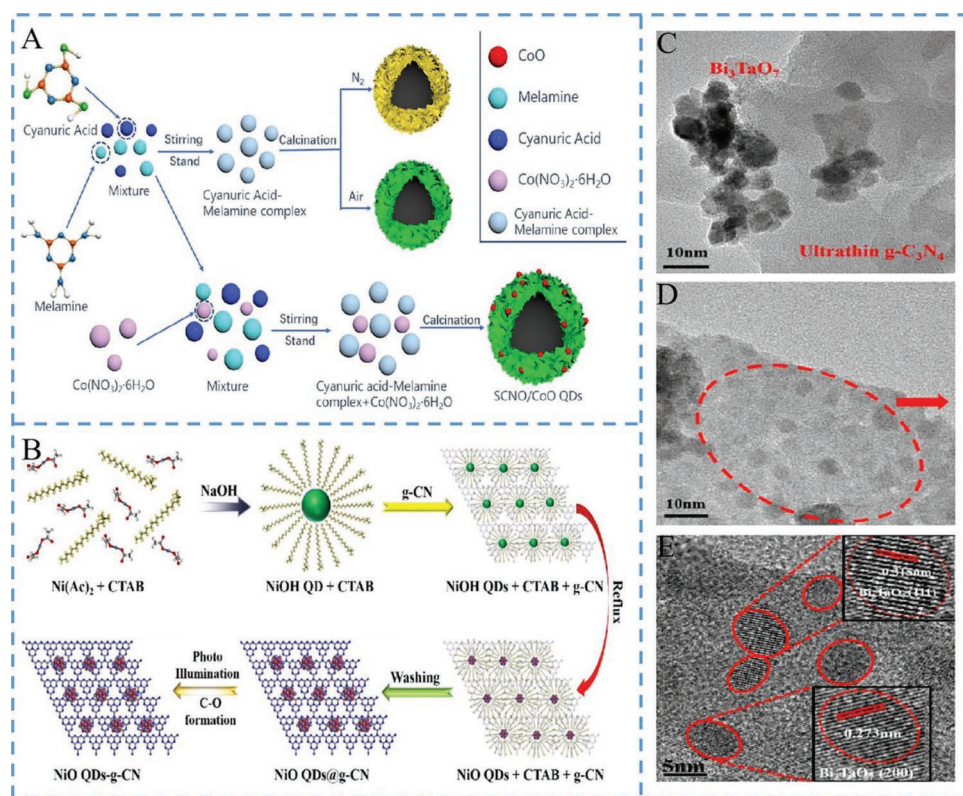 A
Cyanuric Acid
Mixture
Melamine
Stirring
Stand
Cyanuric Acid-
Melamine complex
Calcination
N₂
Air
CoO
Melamine
Cyanuric Acid
Co(NO₃)₂·6H₂O
Cyanuric Acid-
Melamine complex
Co(NO₃)₂·6H₂O
Mixture
Stirring
Stand
Cyanuric acid-Melamine
complex+Co(NO₃)₂·6H₂O
Calcination
SCNO/CoO QDs
B
Ni(Ac)₂ + CTAB
NaOH
NiOH QD + CTAB
g-CN
NiOH QDs + CTAB + g-CN
Reflux
NiO QDs + CTAB + g-CN
Washing
NiO QDs@g-CN
Photo
Illumination
C-O
formation
NiO QDs-g-CN
C
Bi₃TaO₇
Ultrathin g-C₃N₄
10nm
D
10nm
E
(111)
0.273nm
(200)
5nm